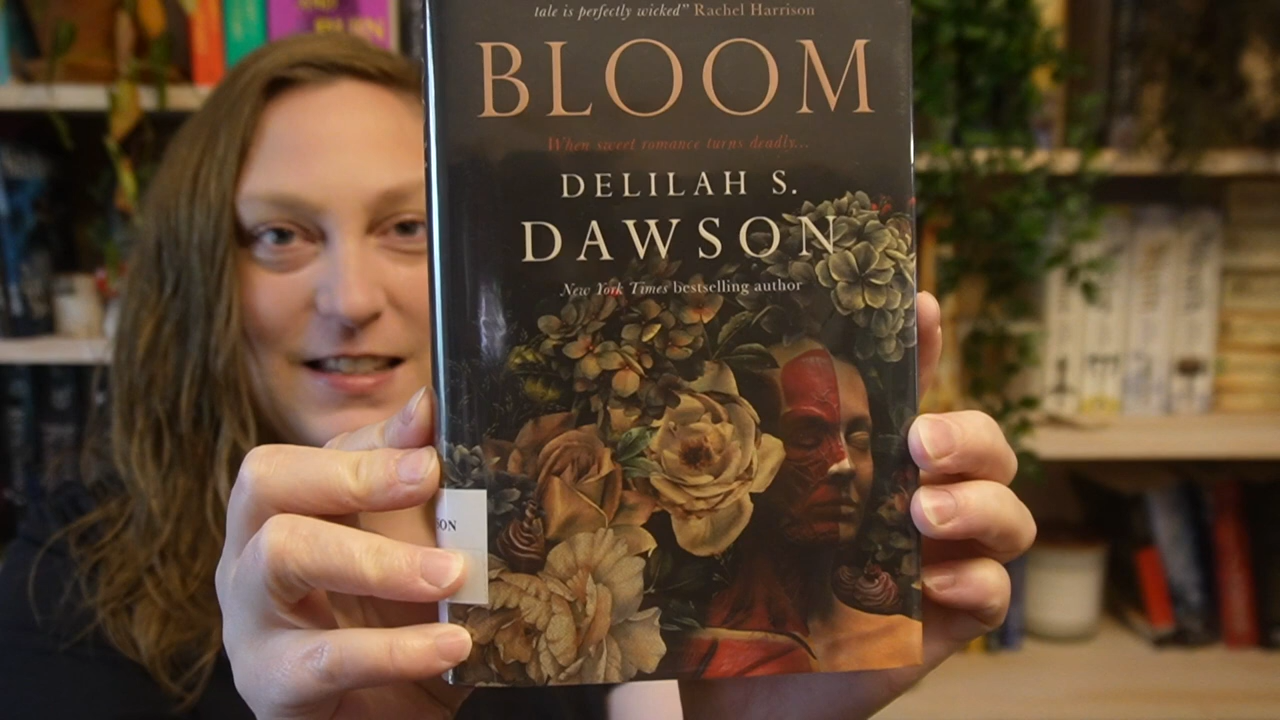 tale is perfectly wicked” Rachel Harrison
BLOOM
When sweet romance turns deadly...
DELILAH S.
DAWSON
New York Times bestselling author
SON